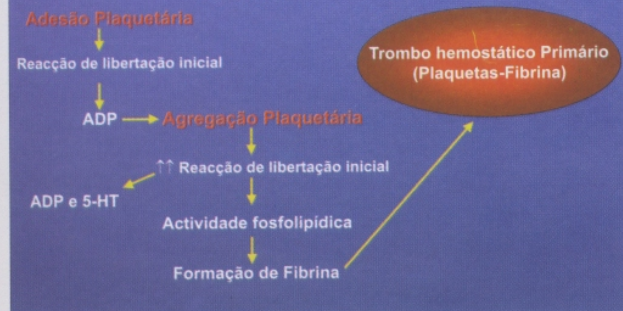 Adesão Plaquetária
Reacção de libertação inicial
ADP
Agregação Plaquetária
↑↑ Reacção de libertação inicial
ADP e 5-HT
Actividade fosfolipídica
Formação de Fibrina
Trombo hemostático Primário
(Plaquetas-Fibrina)